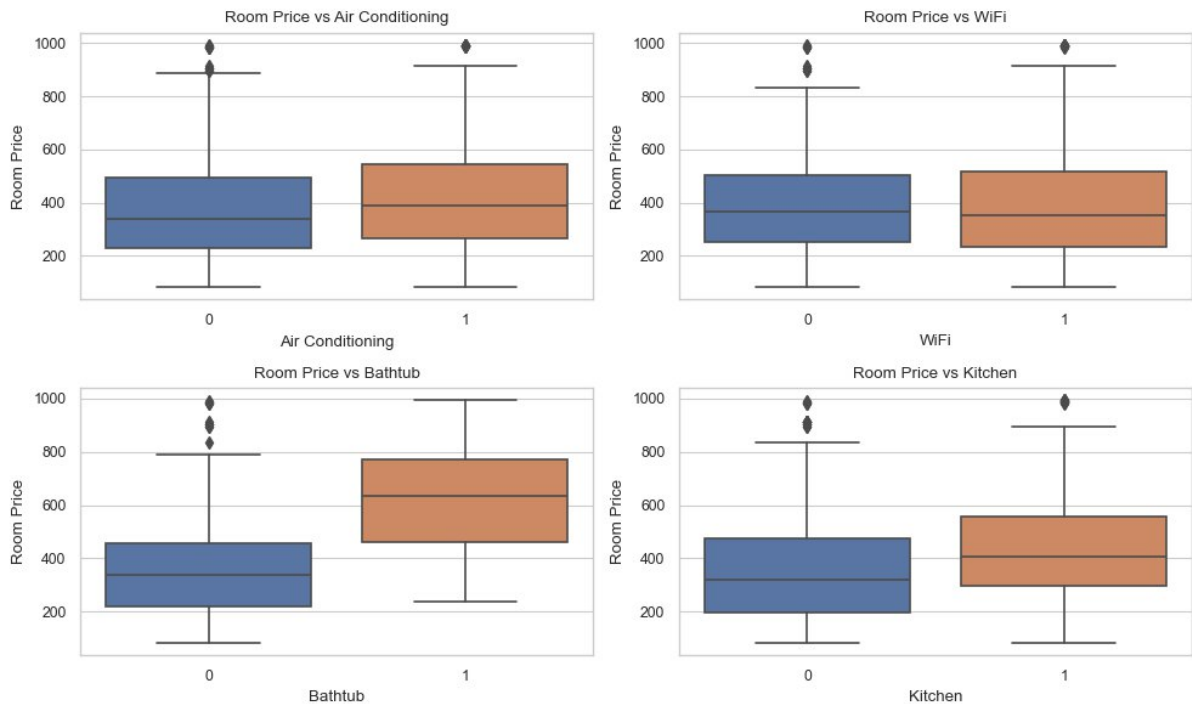 Room Price vs Air Conditioning
1000
800
600
400
200
Room Price
0 1
Air Conditioning
Room Price vs WiFi
1000
800
600
400
200
Room Price
0 1
WiFi
Room Price vs Bathtub
1000
800
600
400
200
Room Price
0 1
Bathtub
Room Price vs Kitchen
1000
800
600
400
200
Room Price
0 1
Kitchen